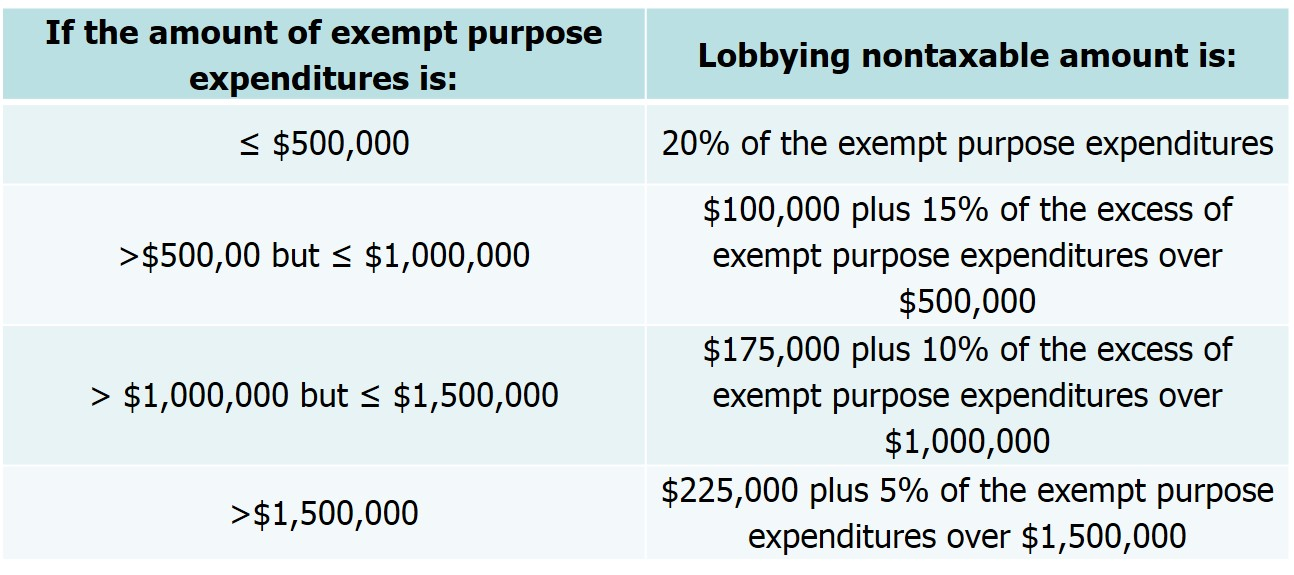 If the amount of exempt purpose
expenditures is:
Lobbying nontaxable amount is:
≤ $500,000
20% of the exempt purpose expenditures
>$500,00 but ≤ $1,000,000
$100,000 plus 15% of the excess of
exempt purpose expenditures over
$500,000
> $1,000,000 but ≤ $1,500,000
$175,000 plus 10% of the excess of
exempt purpose expenditures over
$1,000,000
>$1,500,000
$225,000 plus 5% of the exempt purpose
expenditures over $1,500,000